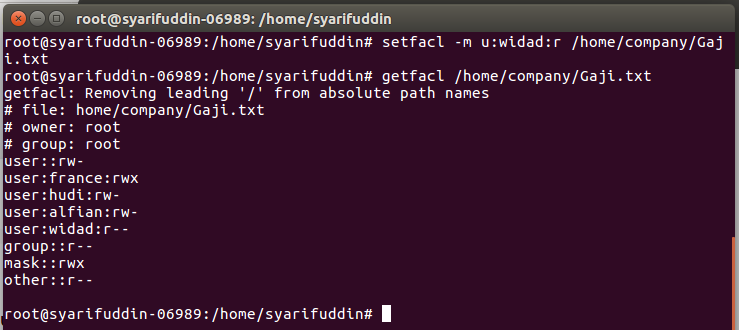 root@syarifuddin-06989: /home/syarifuddin
root@syarifuddin-06989:/home/syarifuddin# setfacl -m u:widad:r /home/company/Gaj
i.txt
root@syarifuddin-06989:/home/syarifuddin# getfacl /home/company/Gaji.txt
getfacl: Removing leading '/' from absolute path names
# file: home/company/Gaji.txt
# owner: root
# group: root
user::rw-
user:france:rwx
user:hudi:rw-
user:alfian:rw-
user:widad:r--
group::r--
mask::rwx
other::r--
root@syarifuddin-06989:/home/syarifuddin#